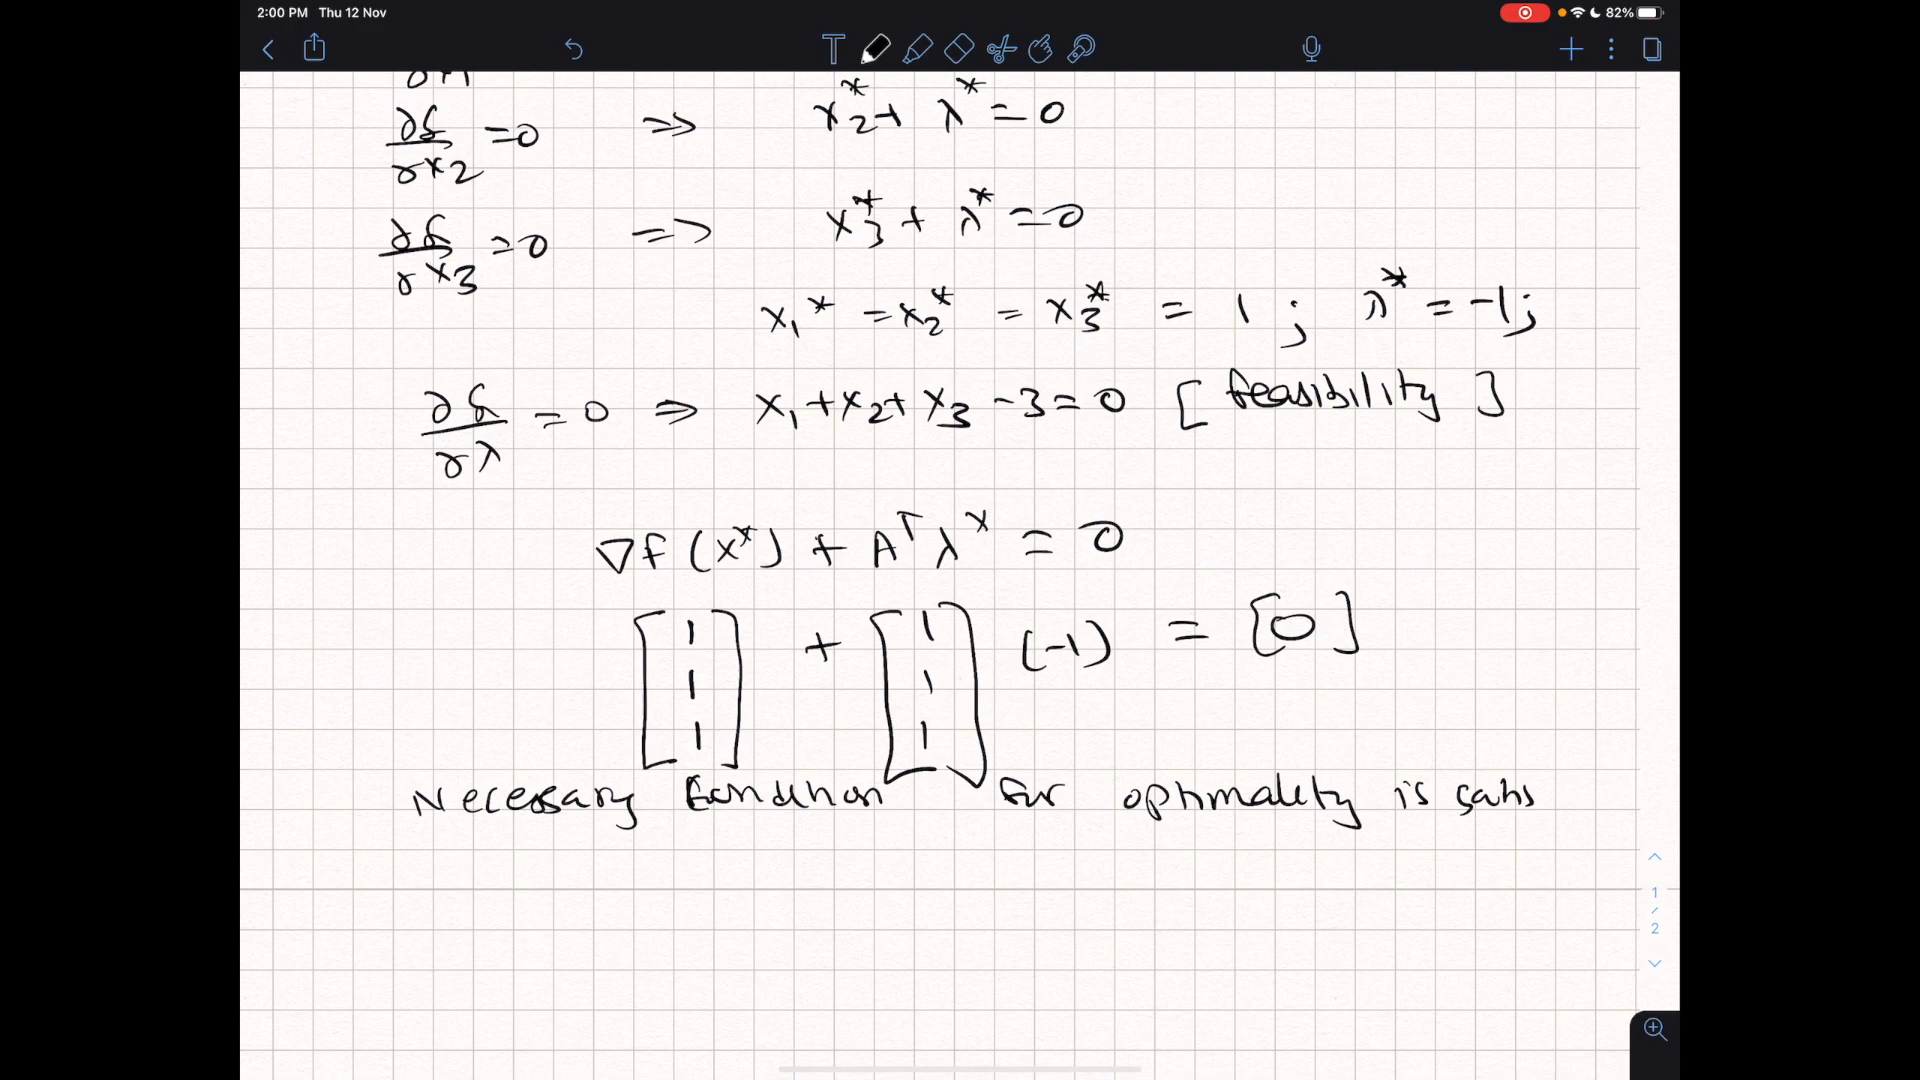 2:00 PM Thu 12 Nov 82%
∂x1
∂ℒ/∂x2 =0 => x2* + λ* = 0
∂ℒ/∂x3 =0 => x3* + λ* = 0
x1* = x2* = x3* = 1 ; λ* = -1 ;
∂ℒ/∂λ = 0 => x1 + x2 + x3 - 3 = 0 [ feasibility ]
∇f (x*) + Aᵀ λ* = 0
[ 1 1 1 ] + [ 1 1 1 ] (-1) = [0]
Necessary Condition for optimality is satis
1
/
2